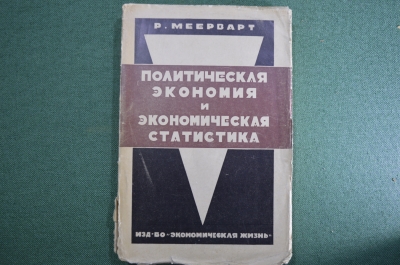 Р. МЕЕРВАРТ
ПОЛИТИЧЕСКАЯ
ЭКОНОМИЯ
И
ЭКОНОМИЧЕСКАЯ
СТАТИСТИКА
ИЗД-ВО „ЭКОНОМИЧЕСКАЯ ЖИЗНЬ“